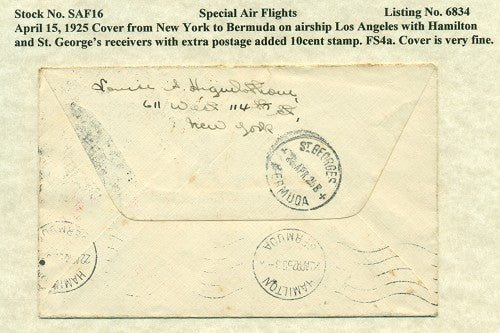 Stock No. SAF16 Special Air Flights Listing No. 6834
April 15, 1925 Cover from New York to Bermuda on airship Los Angeles with Hamilton
and St. George's receivers with extra postage added 10cent stamp. FS4a. Cover is very fine.
611 West 114th St
New York
ST. GEORGES
BERMUDA
HAMIL
BERMUDA
HAMILTON